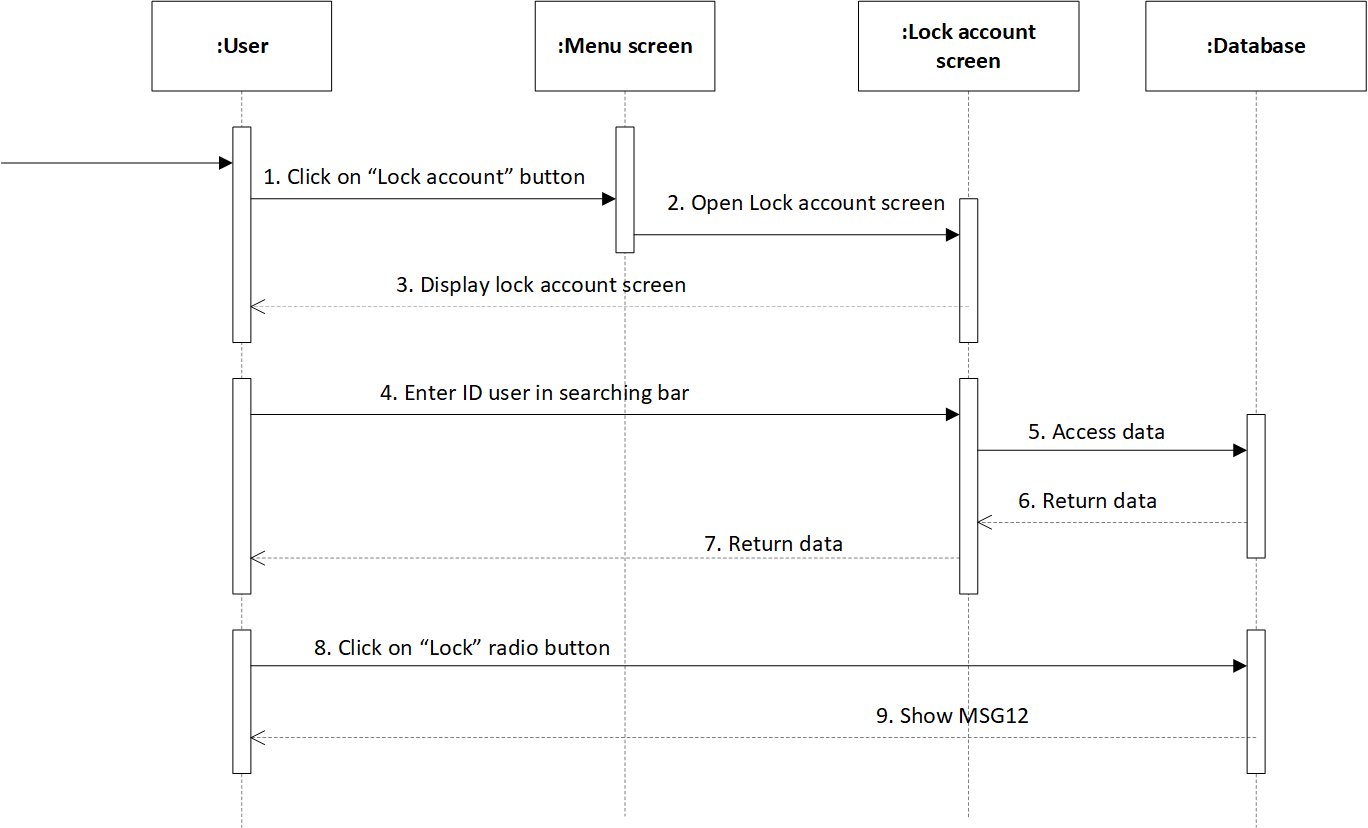 :User
:Menu screen
:Lock account
screen
:Database
1. Click on “Lock account” button
2. Open Lock account screen
3. Display lock account screen
4. Enter ID user in searching bar
5. Access data
6. Return data
7. Return data
8. Click on “Lock” radio button
9. Show MSG12